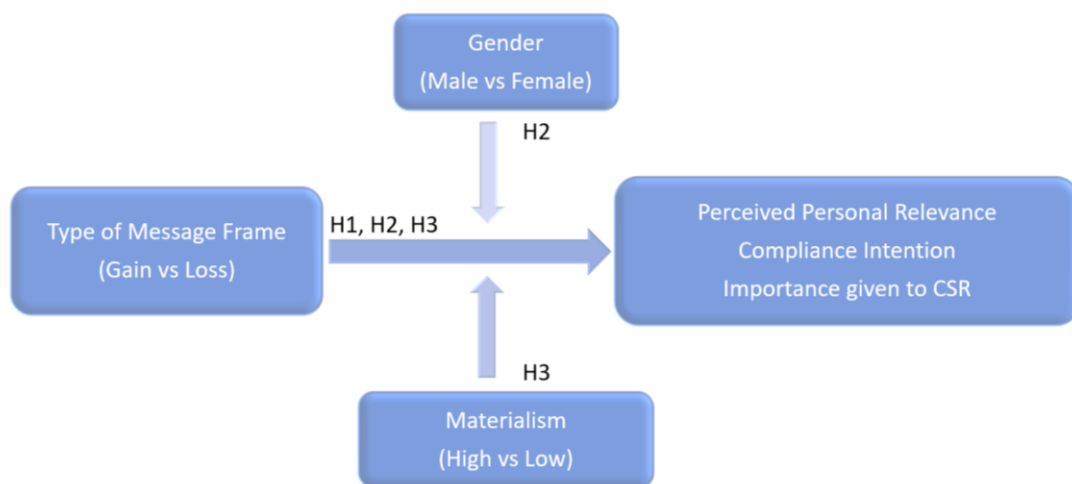 Gender
(Male vs Female)
H2
Type of Message Frame
(Gain vs Loss)
H1, H2, H3
Perceived Personal Relevance
Compliance Intention
Importance given to CSR
H3
Materialism
(High vs Low)